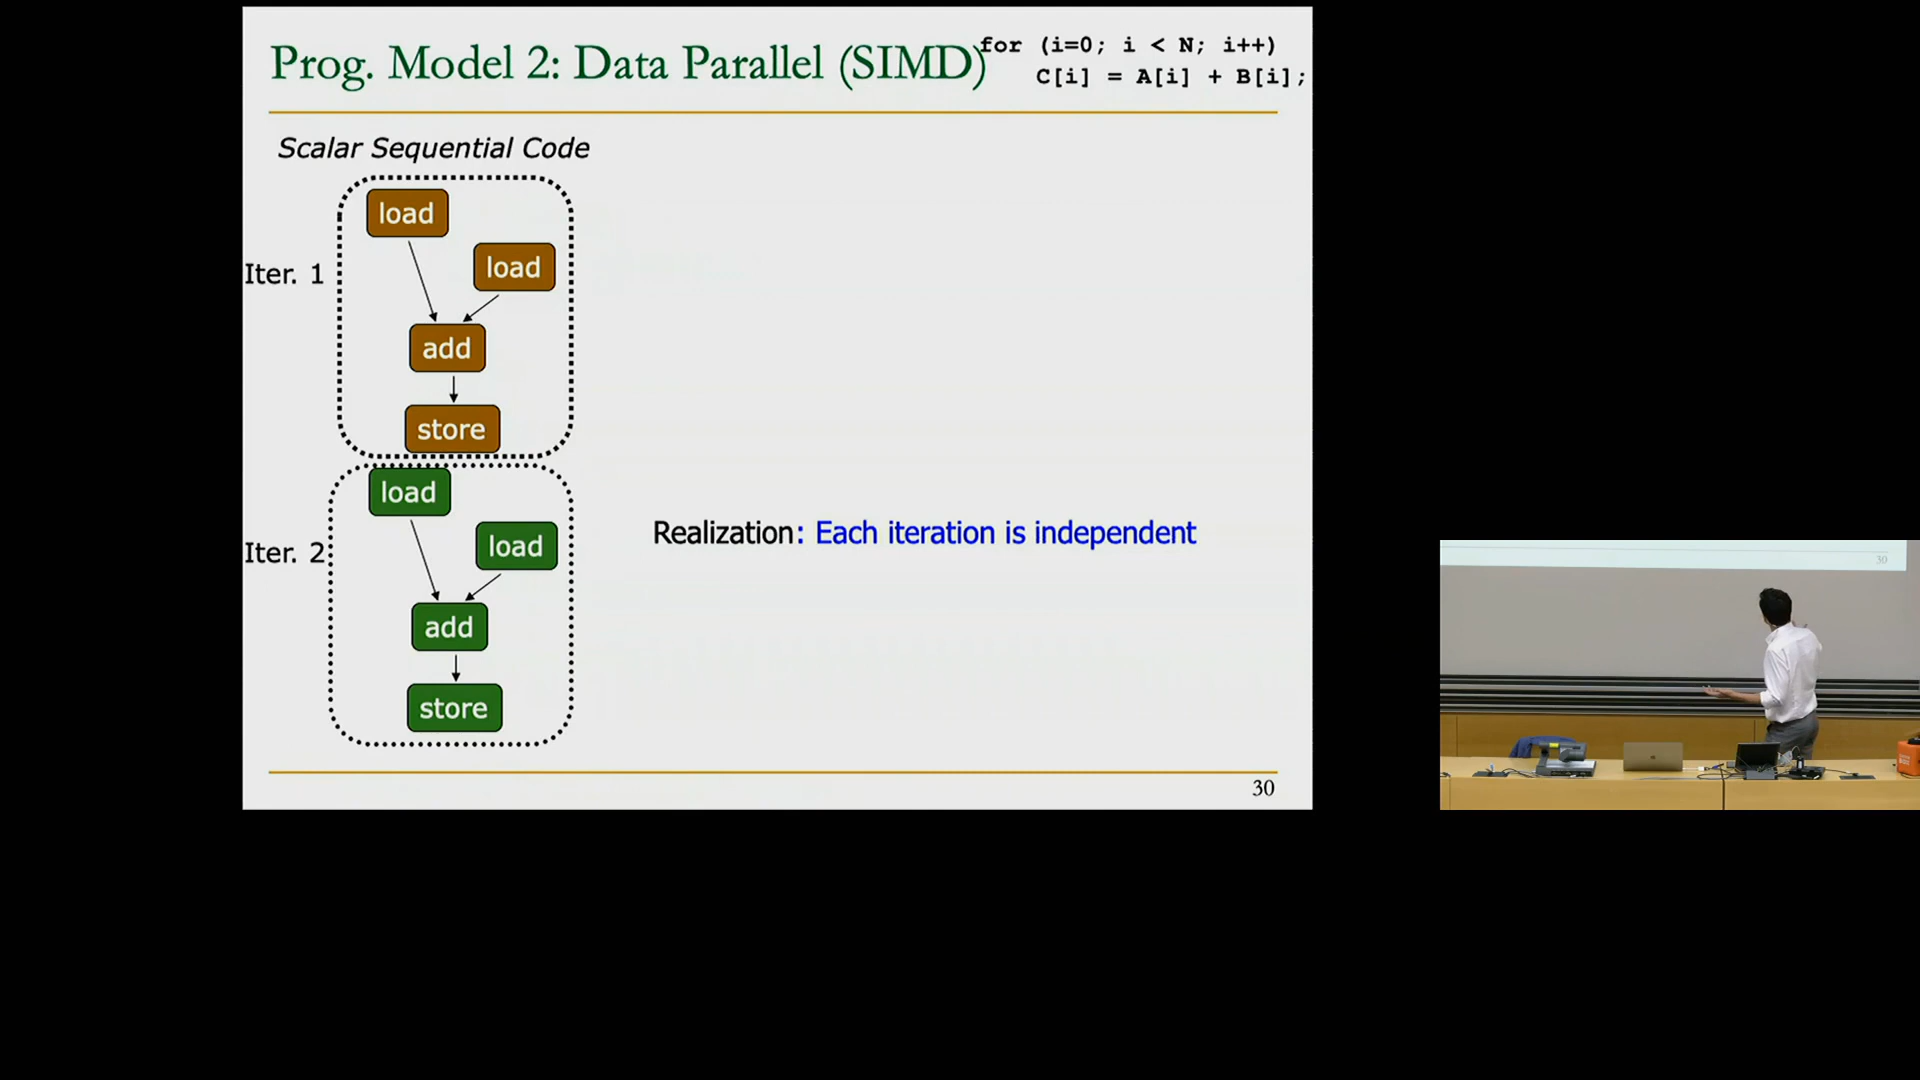 Prog. Model 2: Data Parallel (SIMD)
for (i=0; i < N; i++)
C[i] = A[i] + B[i];
Scalar Sequential Code
Iter. 1
load
load
add
store
Iter. 2
load
load
add
store
Realization: Each iteration is independent
30
30